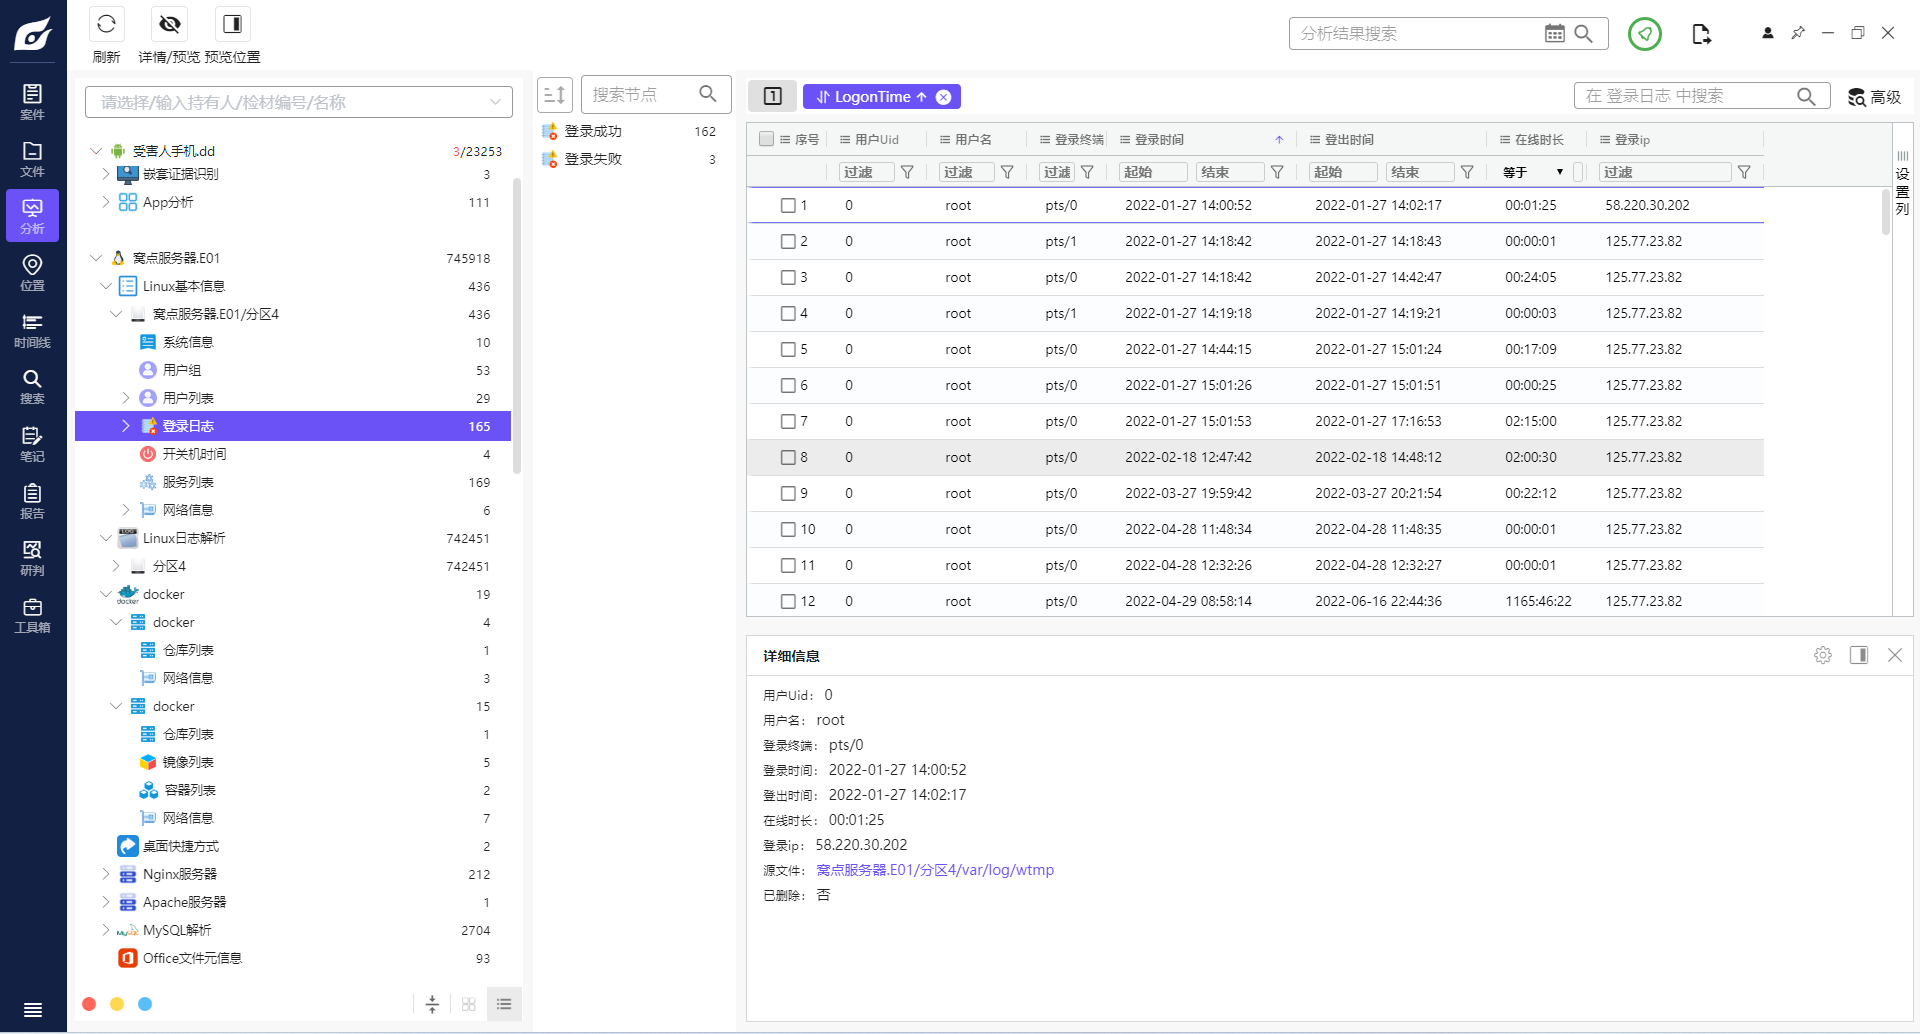 刷新
详情/预览
预览位置
分析结果搜索
案件
文件
分析
位置
时间线
搜索
笔记
报告
研判
工具箱
请选择/输入持有人/检材编号/名称
受害人手机.dd 3/23253
嵌套证据识别 3
App分析 111
窝点服务器.E01 745918
Linux基本信息 436
窝点服务器.E01/分区4 436
系统信息 10
用户组 53
用户列表 29
登录日志 165
开关机时间 4
服务列表 169
网络信息 6
Linux日志解析 742451
分区4 742451
docker 19
docker 4
仓库列表 1
网络信息 3
docker 15
仓库列表 1
镜像列表 5
容器列表 2
网络信息 7
桌面快捷方式 2
Nginx服务器 212
Apache服务器 1
MySQL解析 2704
Office文件元信息 93
搜索节点
登录成功 162
登录失败 3
1 LogonTime
在 登录日志 中搜索
高级
序号 用户Uid 用户名 登录终端 登录时间 登出时间 在线时长 登录ip
过滤 过滤 过滤 起始 结束 起始 结束 等于 过滤
设置列
1 0 root pts/0 2022-01-27 14:00:52 2022-01-27 14:02:17 00:01:25 58.220.30.202
2 0 root pts/1 2022-01-27 14:18:42 2022-01-27 14:18:43 00:00:01 125.77.23.82
3 0 root pts/0 2022-01-27 14:18:42 2022-01-27 14:42:47 00:24:05 125.77.23.82
4 0 root pts/1 2022-01-27 14:19:18 2022-01-27 14:19:21 00:00:03 125.77.23.82
5 0 root pts/0 2022-01-27 14:44:15 2022-01-27 15:01:24 00:17:09 125.77.23.82
6 0 root pts/0 2022-01-27 15:01:26 2022-01-27 15:01:51 00:00:25 125.77.23.82
7 0 root pts/0 2022-01-27 15:01:53 2022-01-27 17:16:53 02:15:00 125.77.23.82
8 0 root pts/0 2022-02-18 12:47:42 2022-02-18 14:48:12 02:00:30 125.77.23.82
9 0 root pts/0 2022-03-27 19:59:42 2022-03-27 20:21:54 00:22:12 125.77.23.82
10 0 root pts/0 2022-04-28 11:48:34 2022-04-28 11:48:35 00:00:01 125.77.23.82
11 0 root pts/0 2022-04-28 12:32:26 2022-04-28 12:32:27 00:00:01 125.77.23.82
12 0 root pts/0 2022-04-29 08:58:14 2022-06-16 22:44:36 1165:46:22 125.77.23.82
详细信息
用户Uid: 0
用户名: root
登录终端: pts/0
登录时间: 2022-01-27 14:00:52
登出时间: 2022-01-27 14:02:17
在线时长: 00:01:25
登录ip: 58.220.30.202
源文件: 窝点服务器.E01/分区4/var/log/wtmp
已删除: 否